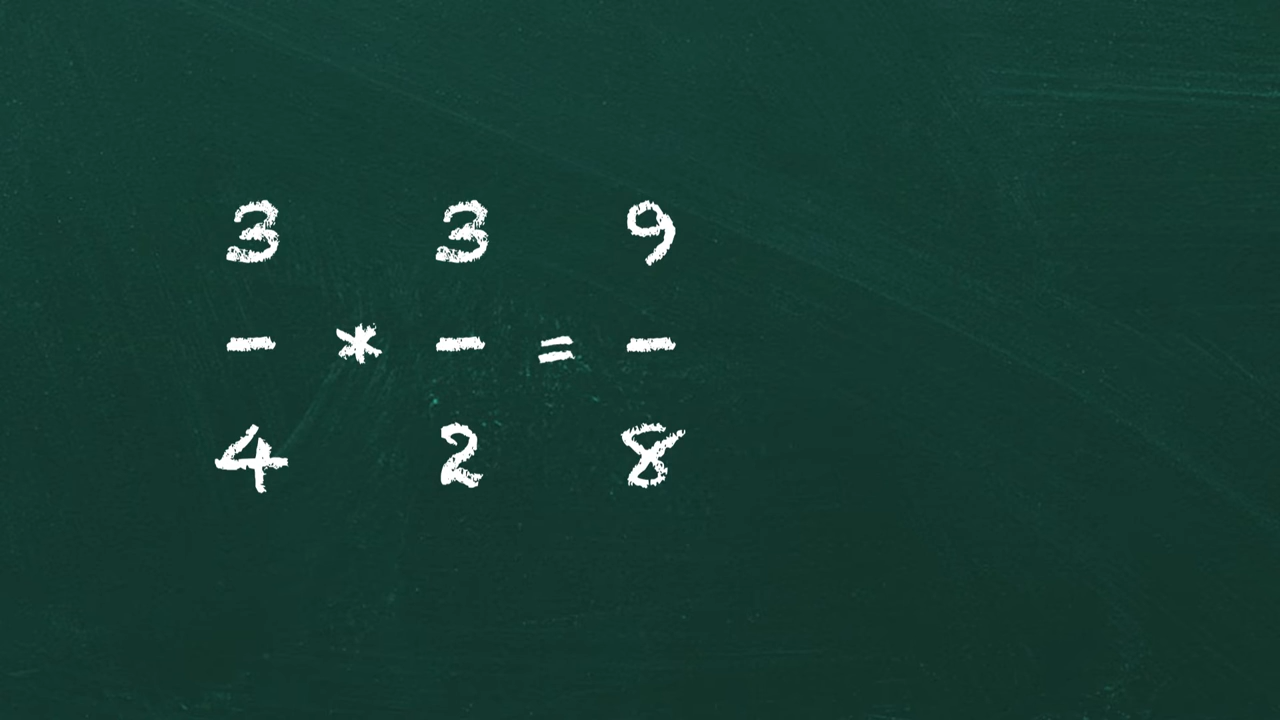 3 3 9
- * - = -
4 2 8